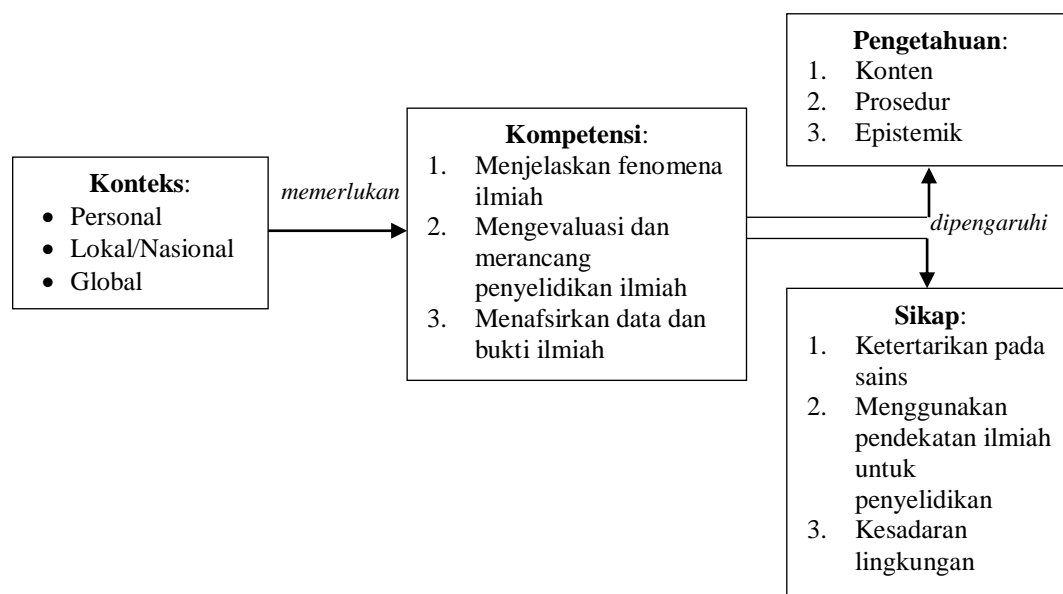 Konteks:
• Personal
• Lokal/Nasional
• Global
memerlukan
Kompetensi:
1. Menjelaskan fenomena
ilmiah
2. Mengevaluasi dan
merancang
penyelidikan ilmiah
3. Menafsirkan data dan
bukti ilmiah
dipengaruhi
Pengetahuan:
1. Konten
2. Prosedur
3. Epistemik
Sikap:
1. Ketertarikan pada
sains
2. Menggunakan
pendekatan ilmiah
untuk
penyelidikan
3. Kesadaran
lingkungan